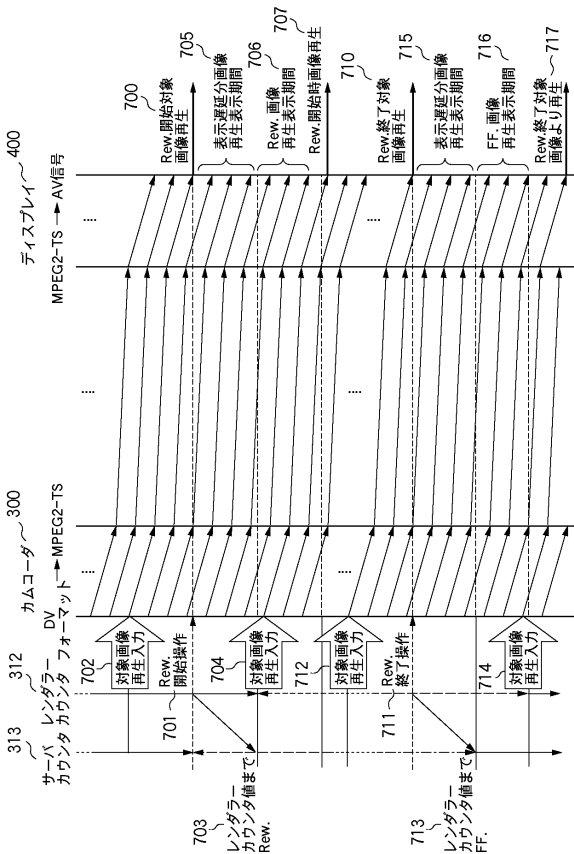 カムコーダ 300
ディスプレイ 400
313
サーバ
カウンタ
312
レンダラー
カウンタ
DV
フォーマット
MPEG2-TS
MPEG2-TS
AV信号
702
対象画像
再生入力
701
Rew.
開始操作
703
レンダラー
カウンタ値まで
Rew.
704
対象画像
再生入力
712
対象画像
再生入力
711
Rew.
終了操作
713
レンダラー
カウンタ値まで
FF.
714
対象画像
再生入力
....
....
....
....
....
....
700
Rew.開始対象
画像再生
705
表示遅延分画像
再生表示期間
706
Rew. 画像
再生表示期間
707
Rew.開始時画像再生
710
Rew.終了対象
画像再生
715
表示遅延分画像
再生表示期間
716
FF. 画像
再生表示期間
717
Rew.終了対象
画像より再生